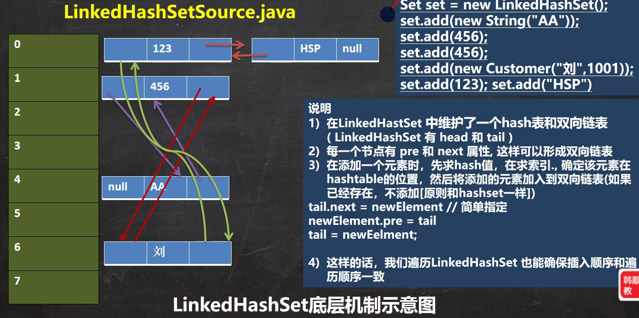 LinkedHashSetSource.java
Set set = new LinkedHashSet();
set.add(new String("AA"));
set.add(456);
set.add(456);
set.add(new Customer("刘",1001));
set.add(123); set.add("HSP")
0
1
2
3
4
5
6
7
123
HSP null
456
null AA
刘
说明
1) 在LinkedHastSet 中维护了一个hash表和双向链表
( LinkedHashSet 有 head 和 tail )
2) 每一个节点有 pre 和 next 属性, 这样可以形成双向链表
3) 在添加一个元素时，先求hash值，在求索引., 确定该元素在
hashtable的位置，然后将添加的元素加入到双向链表(如果
已经存在，不添加[原则和hashset一样])
tail.next = newElement // 简单指定
newElement.pre = tail
tail = newEelment;
4) 这样的话，我们遍历LinkedHashSet 也能确保插入顺序和遍
历顺序一致
韩顺
教
LinkedHashSet底层机制示意图